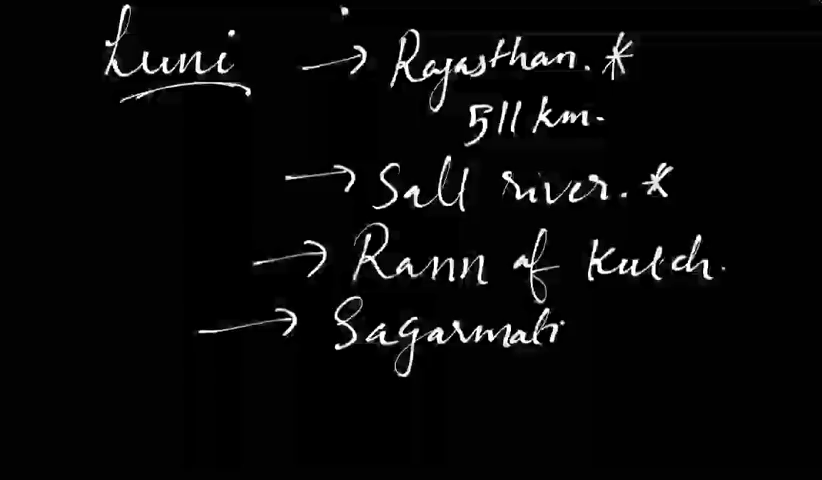 Luni → Rajasthan. *
511 km.
→ Salt river. *
→ Rann of Kutch.
→ Sagarmati